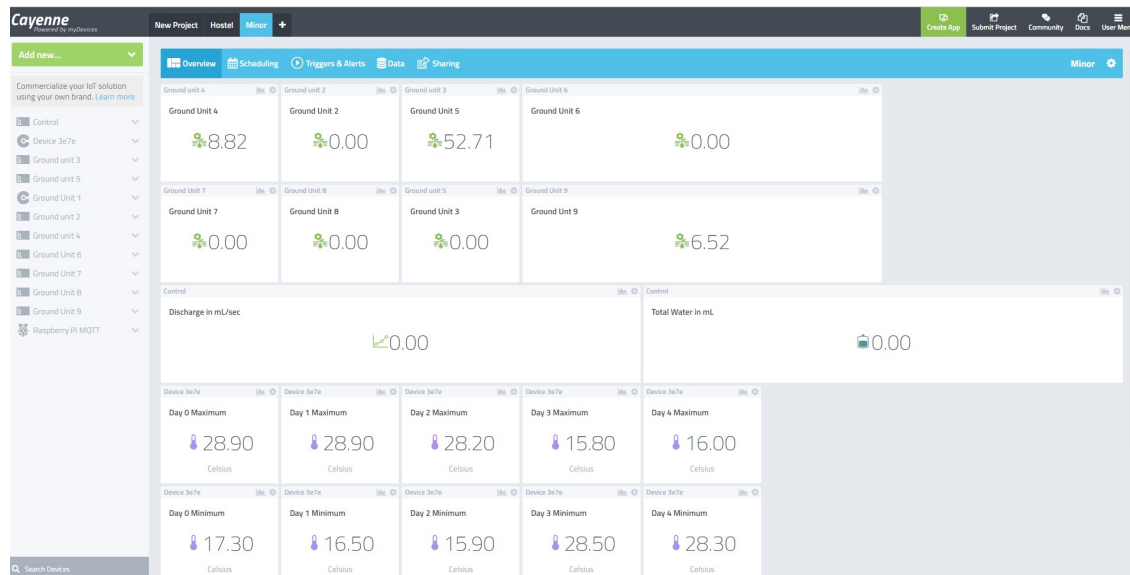 Cayenne
Powered by myDevices
New Project Hostel Minor +
Create App Submit Project Community Docs User Men
Add new...
Overview Scheduling Triggers & Alerts Data Sharing Minor
Commercialize your IoT solution
using your own brand. Learn more
Control
Device 3e7e
Ground unit 3
Ground unit 5
Ground Unit 1
Ground unit 2
Ground unit 4
Ground Unit 6
Ground Unit 7
Ground Unit 8
Ground Unit 9
Raspberry Pi MQTT
Search Devices
Ground unit 4 Ground unit 2 Ground unit 3 Ground Unit 6
Ground Unit 4 Ground Unit 2 Ground Unit 5 Ground Unit 6
8.82 0.00 52.71 0.00
Ground Unit 7 Ground Unit 8 Ground unit 5 Ground Unit 9
Ground Unit 7 Ground Unit 8 Ground Unit 3 Ground Unt 9
0.00 0.00 0.00 6.52
Control Control
Discharge in mL/sec Total Water in mL
0.00 0.00
Device 3e7e Device 3e7e Device 3e7e Device 3e7e Device 3e7e
Day 0 Maximum Day 1 Maximum Day 2 Maximum Day 3 Maximum Day 4 Maximum
28.90 28.90 28.20 15.80 16.00
Celsius Celsius Celsius Celsius Celsius
Device 3e7e Device 3e7e Device 3e7e Device 3e7e Device 3e7e
Day 0 Minimum Day 1 Minimum Day 2 Minimum Day 3 Minimum Day 4 Minimum
17.30 16.50 15.90 28.50 28.30
Celsius Celsius Celsius Celsius Celsius